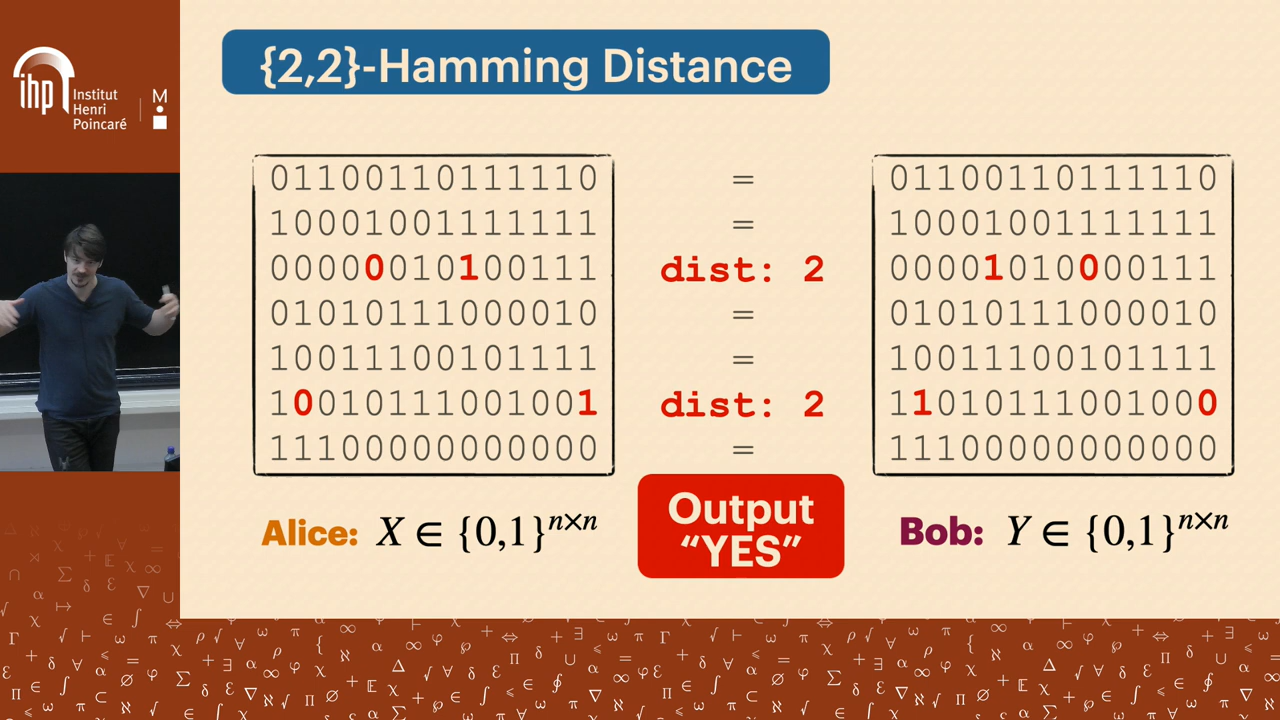 ihp Institut Henri Poincaré
M
{2,2}-Hamming Distance
01100110111110 = 01100110111110
10001001111111 = 10001001111111
00000010100111 dist: 2 00001010000111
01010111000010 = 01010111000010
10011100101111 = 10011100101111
10010111001001 dist: 2 11010111001000
11100000000000 = 11100000000000
Alice: X ∈ {0,1}ⁿ×ⁿ
Output
“YES”
Bob: Y ∈ {0,1}ⁿ×ⁿ